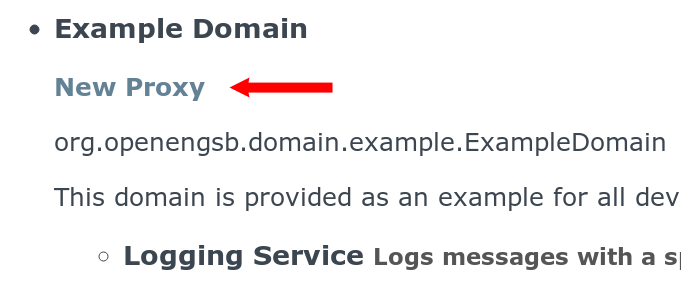 Example Domain
New Proxy
org.openengsb.domain.example.ExampleDomain
This domain is provided as an example for all dev
Logging Service Logs messages with a